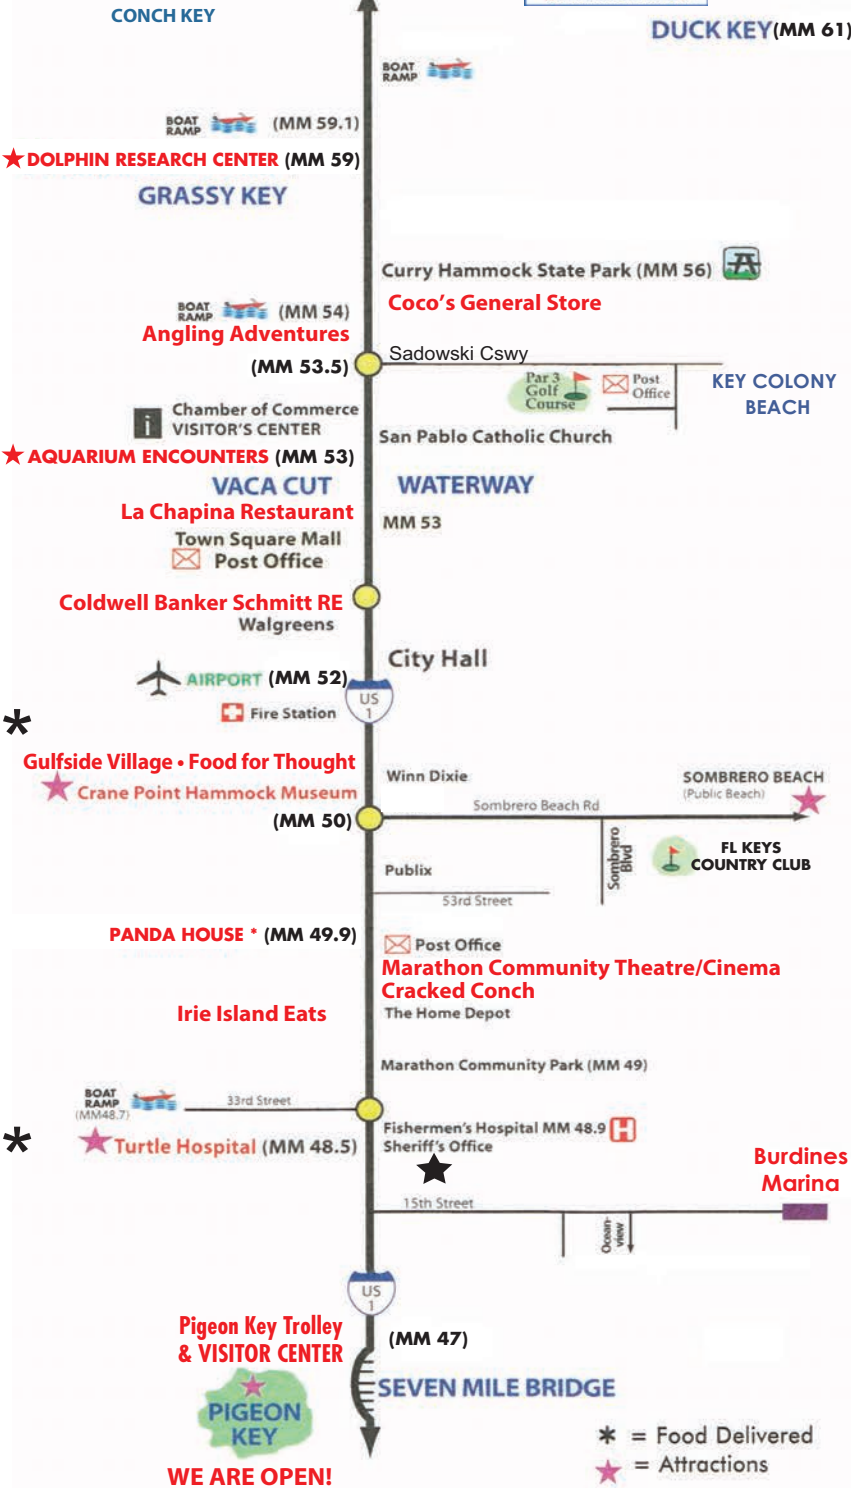 CONCH KEY
DUCK KEY(MM 61)
BOAT
RAMP
BOAT
RAMP
(MM 59.1)
DOLPHIN RESEARCH CENTER (MM 59)
GRASSY KEY
Curry Hammock State Park (MM 56)
BOAT
RAMP
(MM 54)
Coco's General Store
Angling Adventures
(MM 53.5)
Sadowski Cswy
Par 3
Golf
Course
Post
Office
KEY COLONY
BEACH
i
Chamber of Commerce
VISITOR'S CENTER
San Pablo Catholic Church
AQUARIUM ENCOUNTERS (MM 53)
VACA CUT WATERWAY
La Chapina Restaurant
MM 53
Town Square Mall
Post Office
Coldwell Banker Schmitt RE
Walgreens
City Hall
AIRPORT (MM 52)
US
1
Fire Station
*
Gulfside Village • Food for Thought
Winn Dixie
SOMBRERO BEACH
(Public Beach)
Crane Point Hammock Museum
Sombrero Beach Rd
(MM 50)
Sombrero
Blvd
FL KEYS
COUNTRY CLUB
Publix
53rd Street
PANDA HOUSE * (MM 49.9)
Post Office
Marathon Community Theatre/Cinema
Cracked Conch
Irie Island Eats
The Home Depot
Marathon Community Park (MM 49)
BOAT
RAMP
(MM48.7)
33rd Street
Fishermen's Hospital MM 48.9 H
Sheriff's Office
*
Turtle Hospital (MM 48.5)
Burdines
Marina
15th Street
Ocean-
view
US
1
Pigeon Key Trolley
& VISITOR CENTER
(MM 47)
SEVEN MILE BRIDGE
PIGEON
KEY
* = Food Delivered
= Attractions
WE ARE OPEN!